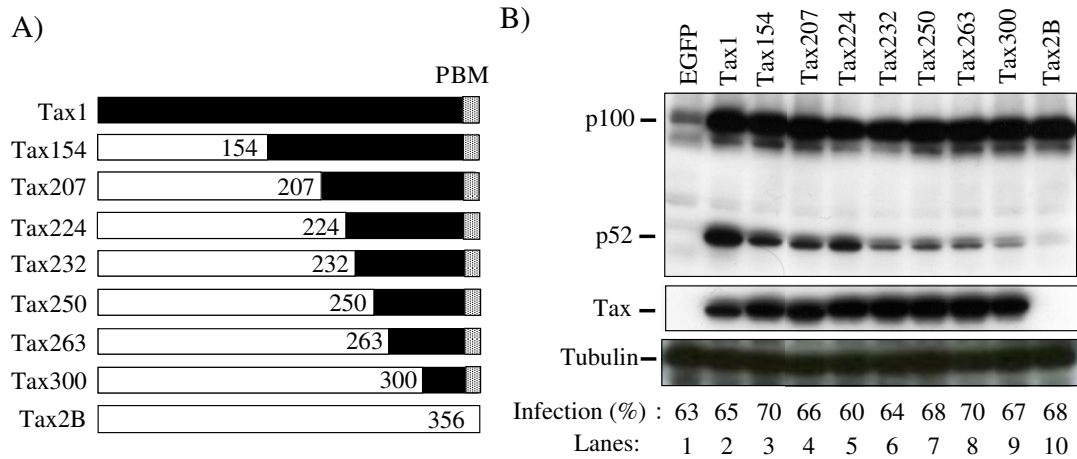 A)
PBM
Tax1
Tax154 154
Tax207 207
Tax224 224
Tax232 232
Tax250 250
Tax263 263
Tax300 300
Tax2B 356
B)
EGFP Tax1 Tax154 Tax207 Tax224 Tax232 Tax250 Tax263 Tax300 Tax2B
p100
p52
Tax
Tubulin
Infection (%) : 63 65 70 66 60 64 68 70 67 68
Lanes: 1 2 3 4 5 6 7 8 9 10